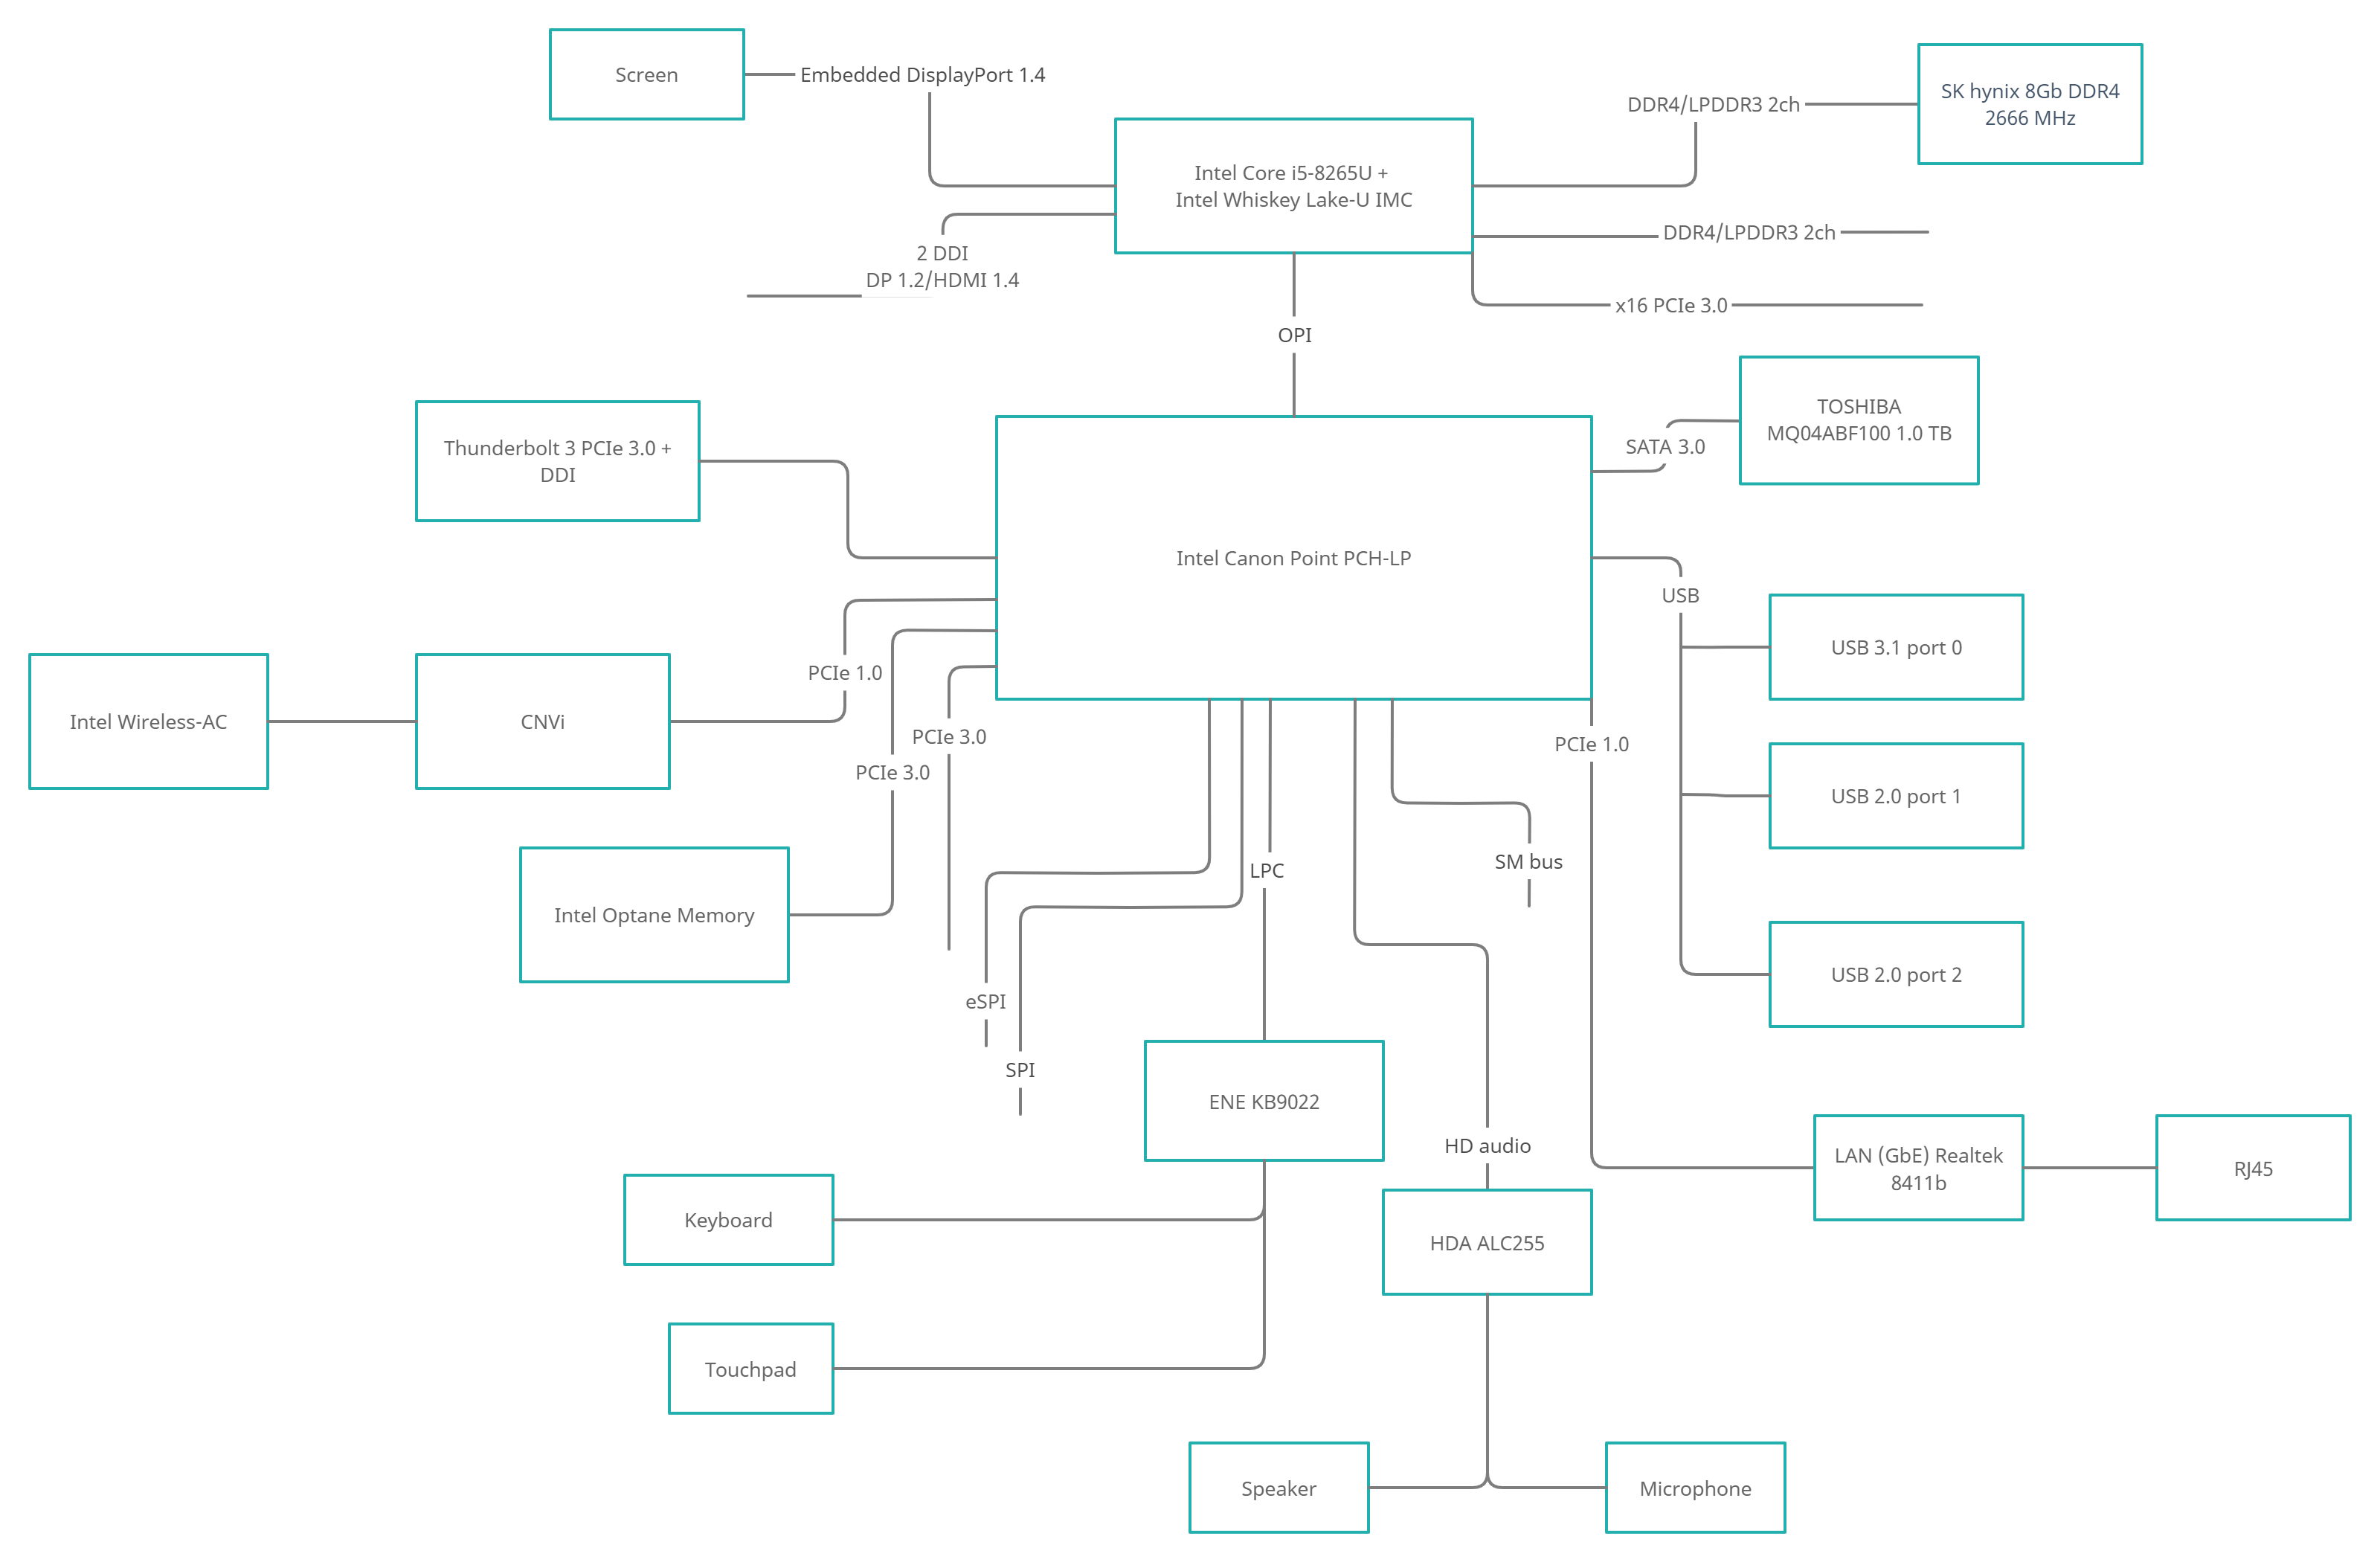 Screen
Embedded DisplayPort 1.4
DDR4/LPDDR3 2ch
SK hynix 8Gb DDR4
2666 MHz
Intel Core i5-8265U +
Intel Whiskey Lake-U IMC
2 DDI
DP 1.2/HDMI 1.4
DDR4/LPDDR3 2ch
x16 PCIe 3.0
OPI
Thunderbolt 3 PCIe 3.0 +
DDI
SATA 3.0
TOSHIBA
MQ04ABF100 1.0 TB
Intel Canon Point PCH-LP
USB
USB 3.1 port 0
PCIe 1.0
Intel Wireless-AC
CNVi
PCIe 3.0
PCIe 3.0
PCIe 1.0
USB 2.0 port 1
Intel Optane Memory
LPC
SM bus
USB 2.0 port 2
eSPI
SPI
ENE KB9022
HD audio
LAN (GbE) Realtek
8411b
RJ45
Keyboard
HDA ALC255
Touchpad
Speaker
Microphone